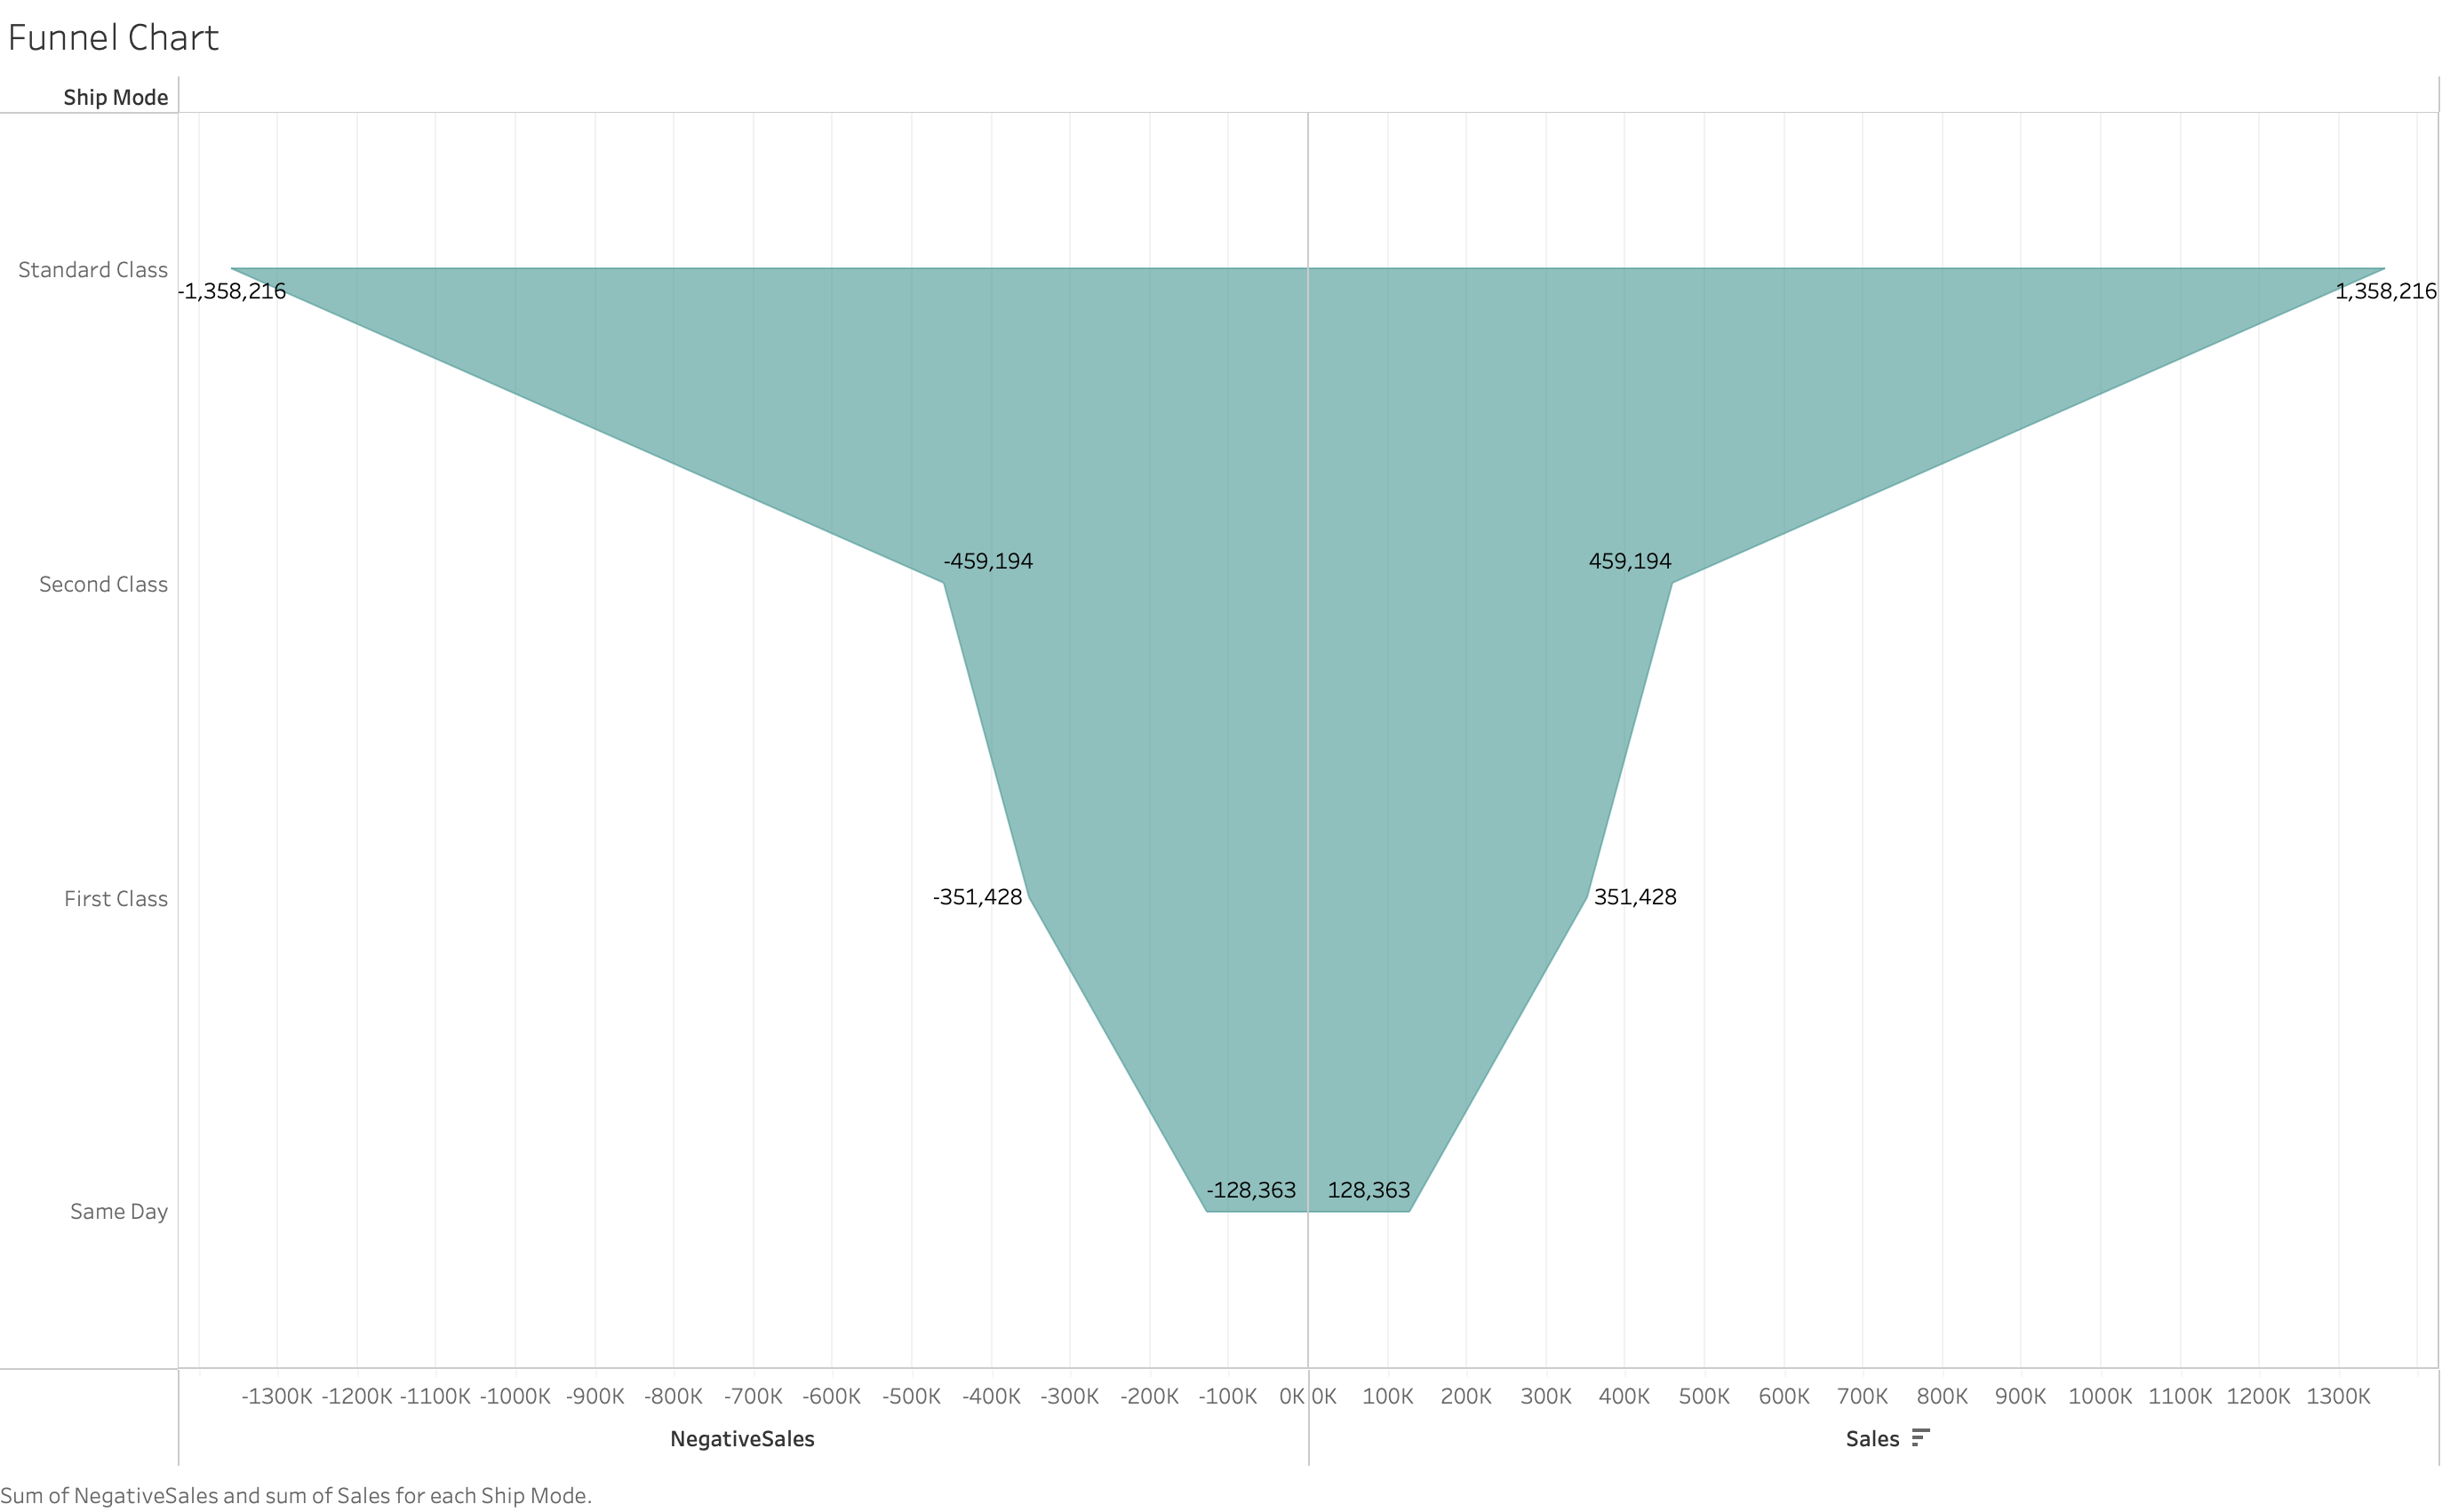 Funnel Chart
Ship Mode
Standard Class
-1,358,216 1,358,216
-459,194 459,194
Second Class
First Class -351,428 351,428
-128,363 128,363
Same Day
-1300K -1200K -1100K -1000K -900K -800K -700K -600K -500K -400K -300K -200K -100K 0K 0K 100K 200K 300K 400K 500K 600K 700K 800K 900K 1000K 1100K 1200K 1300K
NegativeSales Sales
Sum of NegativeSales and sum of Sales for each Ship Mode.